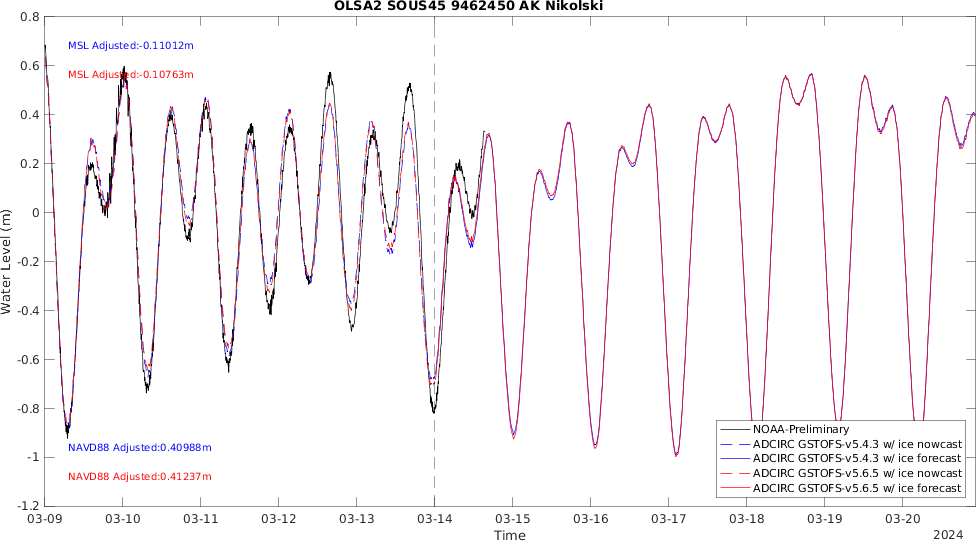 OLSA2 SOUS45 9462450 AK Nikolski
0.8
0.6
0.4
0.2
0
-0.2
-0.4
-0.6
-0.8
-1
-1.2
Water Level (m)
MSL Adjusted:-0.11012m
MSL Adjusted:-0.10763m
NAVD88 Adjusted:0.40988m
NAVD88 Adjusted:0.41237m
NOAA-Preliminary
ADCIRC GSTOFS-v5.4.3 w/ ice nowcast
ADCIRC GSTOFS-v5.4.3 w/ ice forecast
ADCIRC GSTOFS-v5.6.5 w/ ice nowcast
ADCIRC GSTOFS-v5.6.5 w/ ice forecast
03-09 03-10 03-11 03-12 03-13 03-14 03-15 03-16 03-17 03-18 03-19 03-20
Time
2024